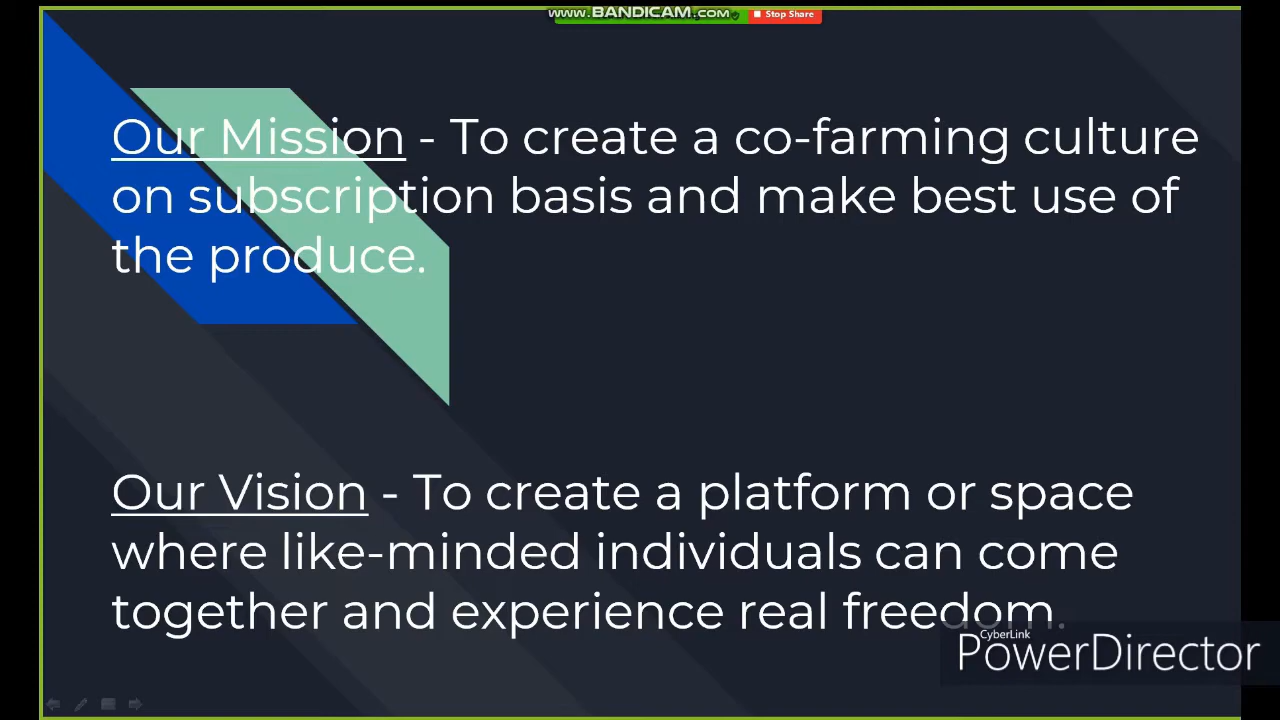 www.BANDICAM.COM
Stop Share
Our Mission - To create a co-farming culture
on subscription basis and make best use of
the produce.
Our Vision - To create a platform or space
where like-minded individuals can come
together and experience real freedom.
CyberLink
PowerDirector